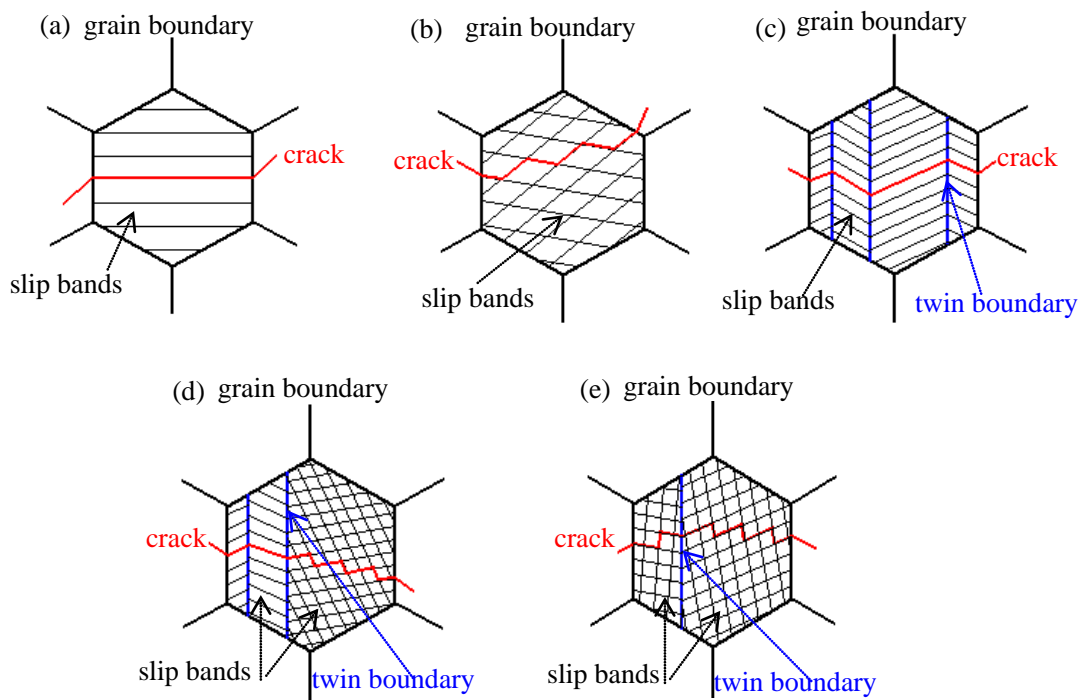 (a) grain boundary
crack
slip bands
(b) grain boundary
crack
slip bands
(c) grain boundary
crack
slip bands
twin boundary
(d) grain boundary
crack
slip bands
twin boundary
(e) grain boundary
crack
slip bands
twin boundary